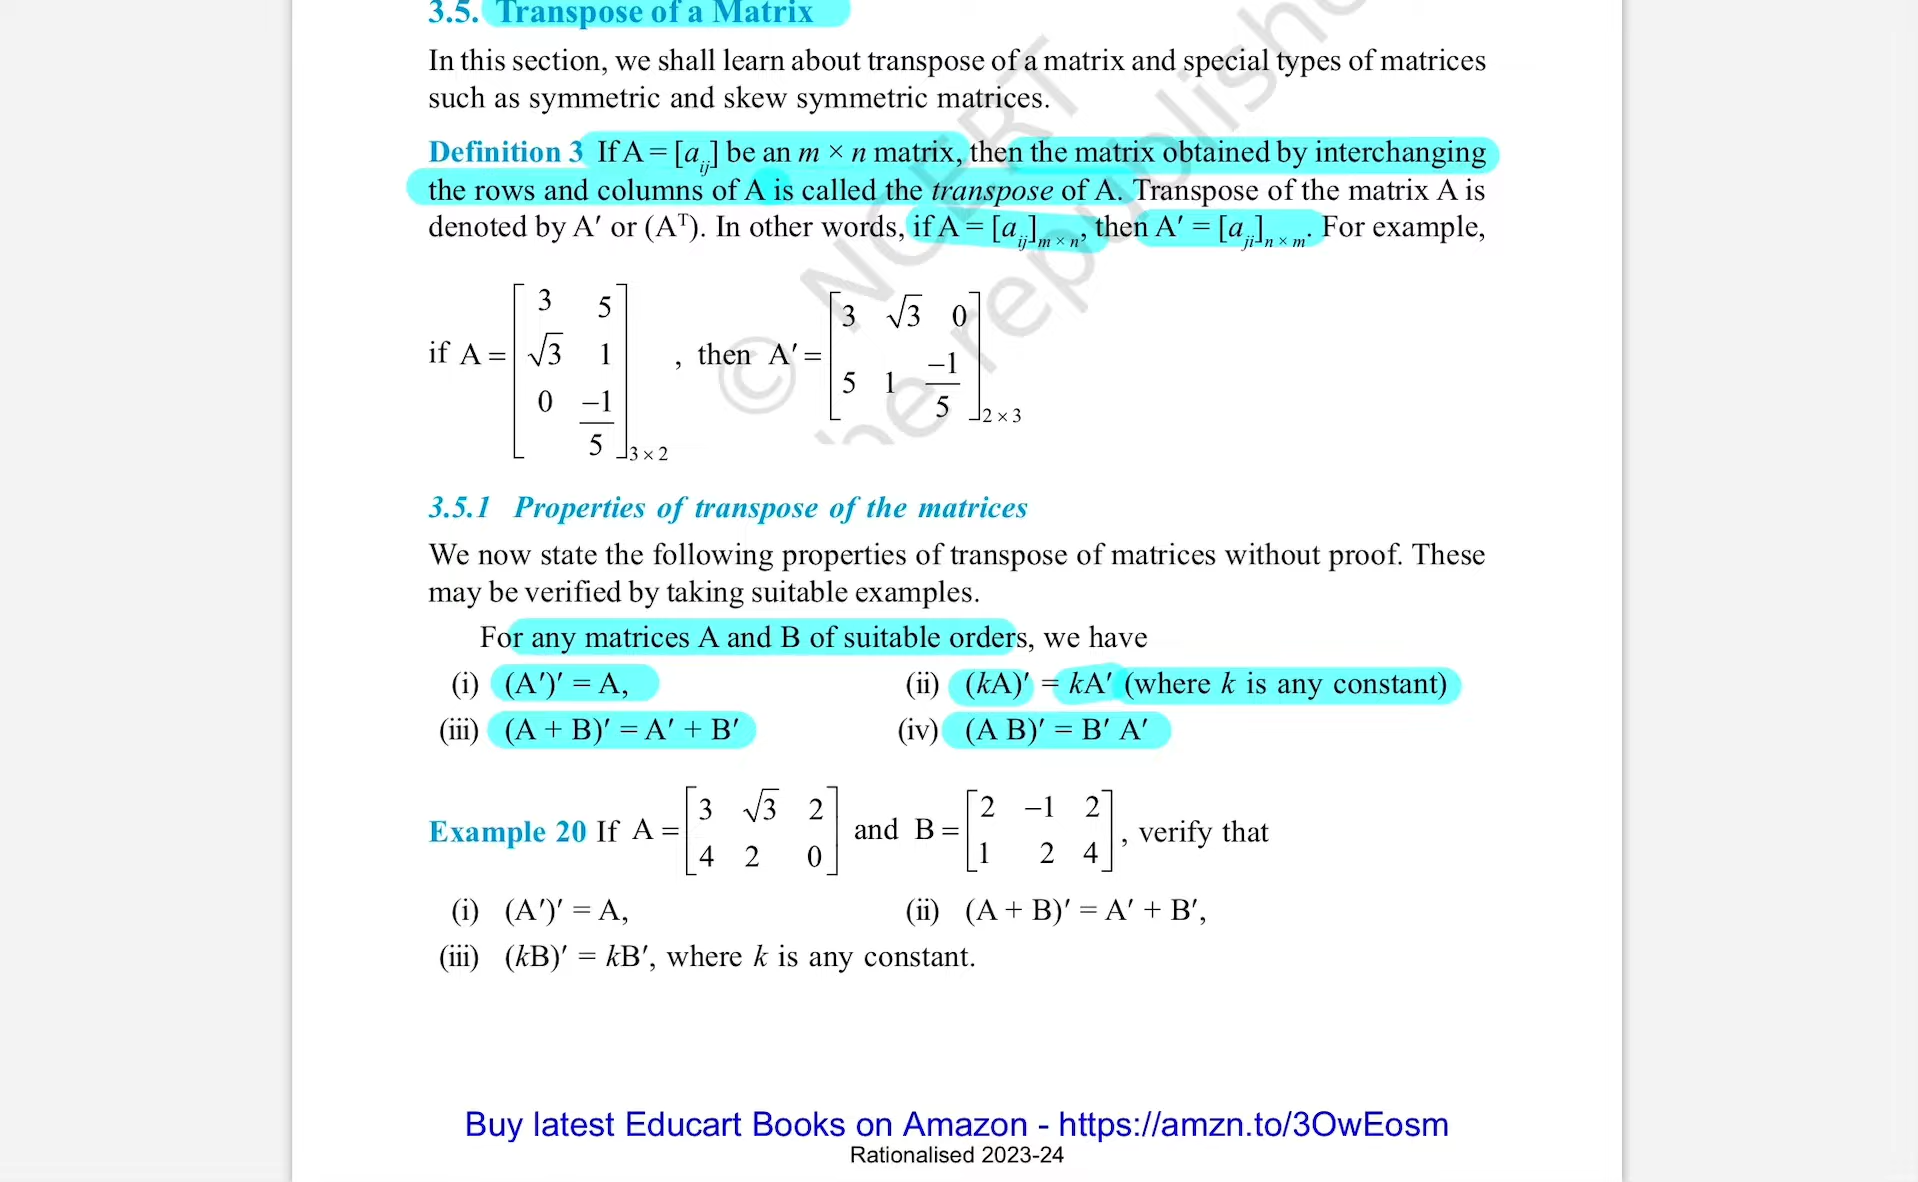 3.5. Transpose of a Matrix
In this section, we shall learn about transpose of a matrix and special types of matrices
such as symmetric and skew symmetric matrices.
Definition 3 If A = [a_ij] be an m × n matrix, then the matrix obtained by interchanging
the rows and columns of A is called the transpose of A. Transpose of the matrix A is
denoted by A′ or (Aᵀ). In other words, if A = [a_ij]_m × n, then A′ = [a_ji]_n × m. For example,
if A = [3 5; √3 1; 0 −1/5]_3 × 2, then A′ = [3 √3 0; 5 1 −1/5]_2 × 3
3.5.1 Properties of transpose of the matrices
We now state the following properties of transpose of matrices without proof. These
may be verified by taking suitable examples.
For any matrices A and B of suitable orders, we have
(i) (A′)′ = A, (ii) (kA)′ = kA′ (where k is any constant)
(iii) (A + B)′ = A′ + B′ (iv) (A B)′ = B′ A′
Example 20 If A = [3 √3 2; 4 2 0] and B = [2 −1 2; 1 2 4], verify that
(i) (A′)′ = A, (ii) (A + B)′ = A′ + B′,
(iii) (kB)′ = kB′, where k is any constant.
Buy latest Educart Books on Amazon - https://amzn.to/3OwEosm
Rationalised 2023-24
© NCERT